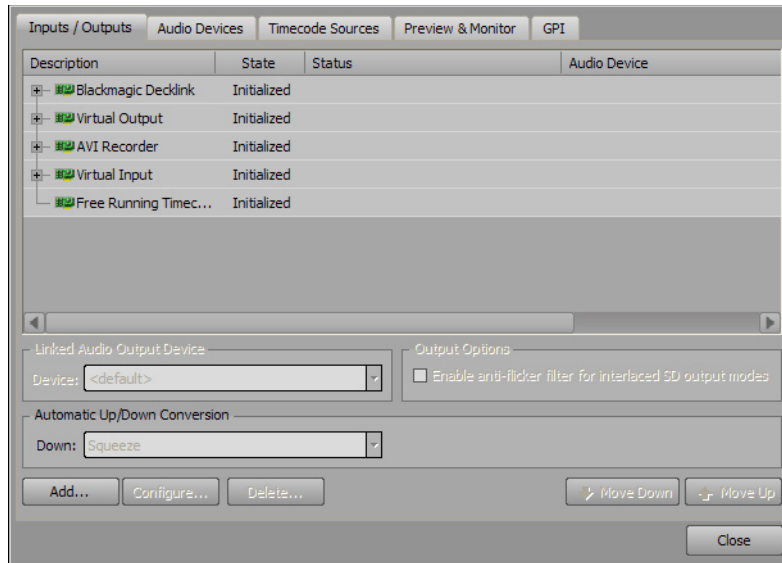 Inputs / Outputs Audio Devices Timecode Sources Preview & Monitor GPI
Description State Status Audio Device
Blackmagic Decklink Initialized
Virtual Output Initialized
AVI Recorder Initialized
Virtual Input Initialized
Free Running Timec... Initialized
Linked Audio Output Device Output Options
Device: <default> Enable anti-flicker filter for interlaced SD output modes
Automatic Up/Down Conversion
Down: Squeeze
Add... Configure... Delete... Move Down Move Up
Close